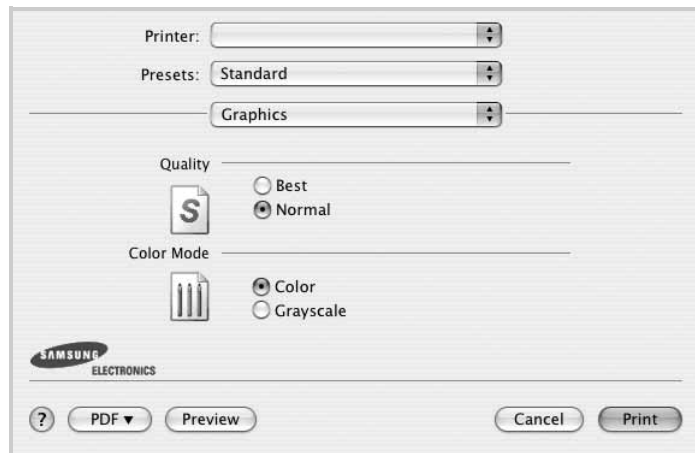 Printer:
Presets: Standard
Graphics
Quality
Best
S
Normal
Color Mode
Color
Grayscale
SAMSUNG
ELECTRONICS
? PDF ▼ Preview Cancel Print